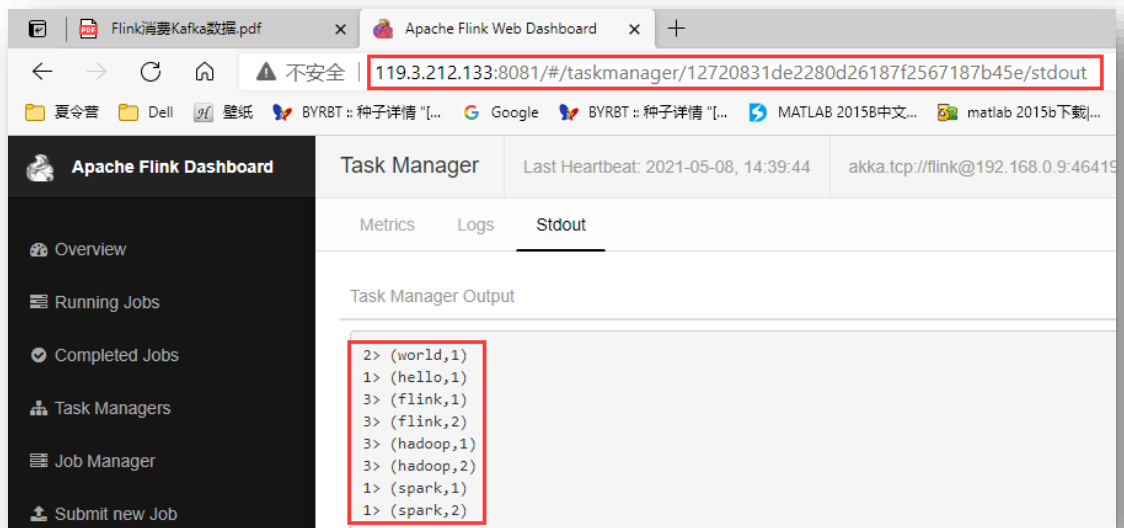 Flink消费Kafka数据.pdf
Apache Flink Web Dashboard
不安全 119.3.212.133:8081/#/taskmanager/12720831de2280d26187f2567187b45e/stdout
夏令营 Dell 壁纸 BYRBT :: 种子详情 "[... Google BYRBT :: 种子详情 "[... MATLAB 2015B中文... matlab 2015b下载|...
Apache Flink Dashboard
Task Manager Last Heartbeat: 2021-05-08, 14:39:44 akka.tcp://flink@192.168.0.9:46419
Metrics Logs Stdout
Overview
Running Jobs
Completed Jobs
Task Managers
Job Manager
Submit new Job
Task Manager Output
2> (world,1)
1> (hello,1)
3> (flink,1)
3> (flink,2)
3> (hadoop,1)
3> (hadoop,2)
1> (spark,1)
1> (spark,2)